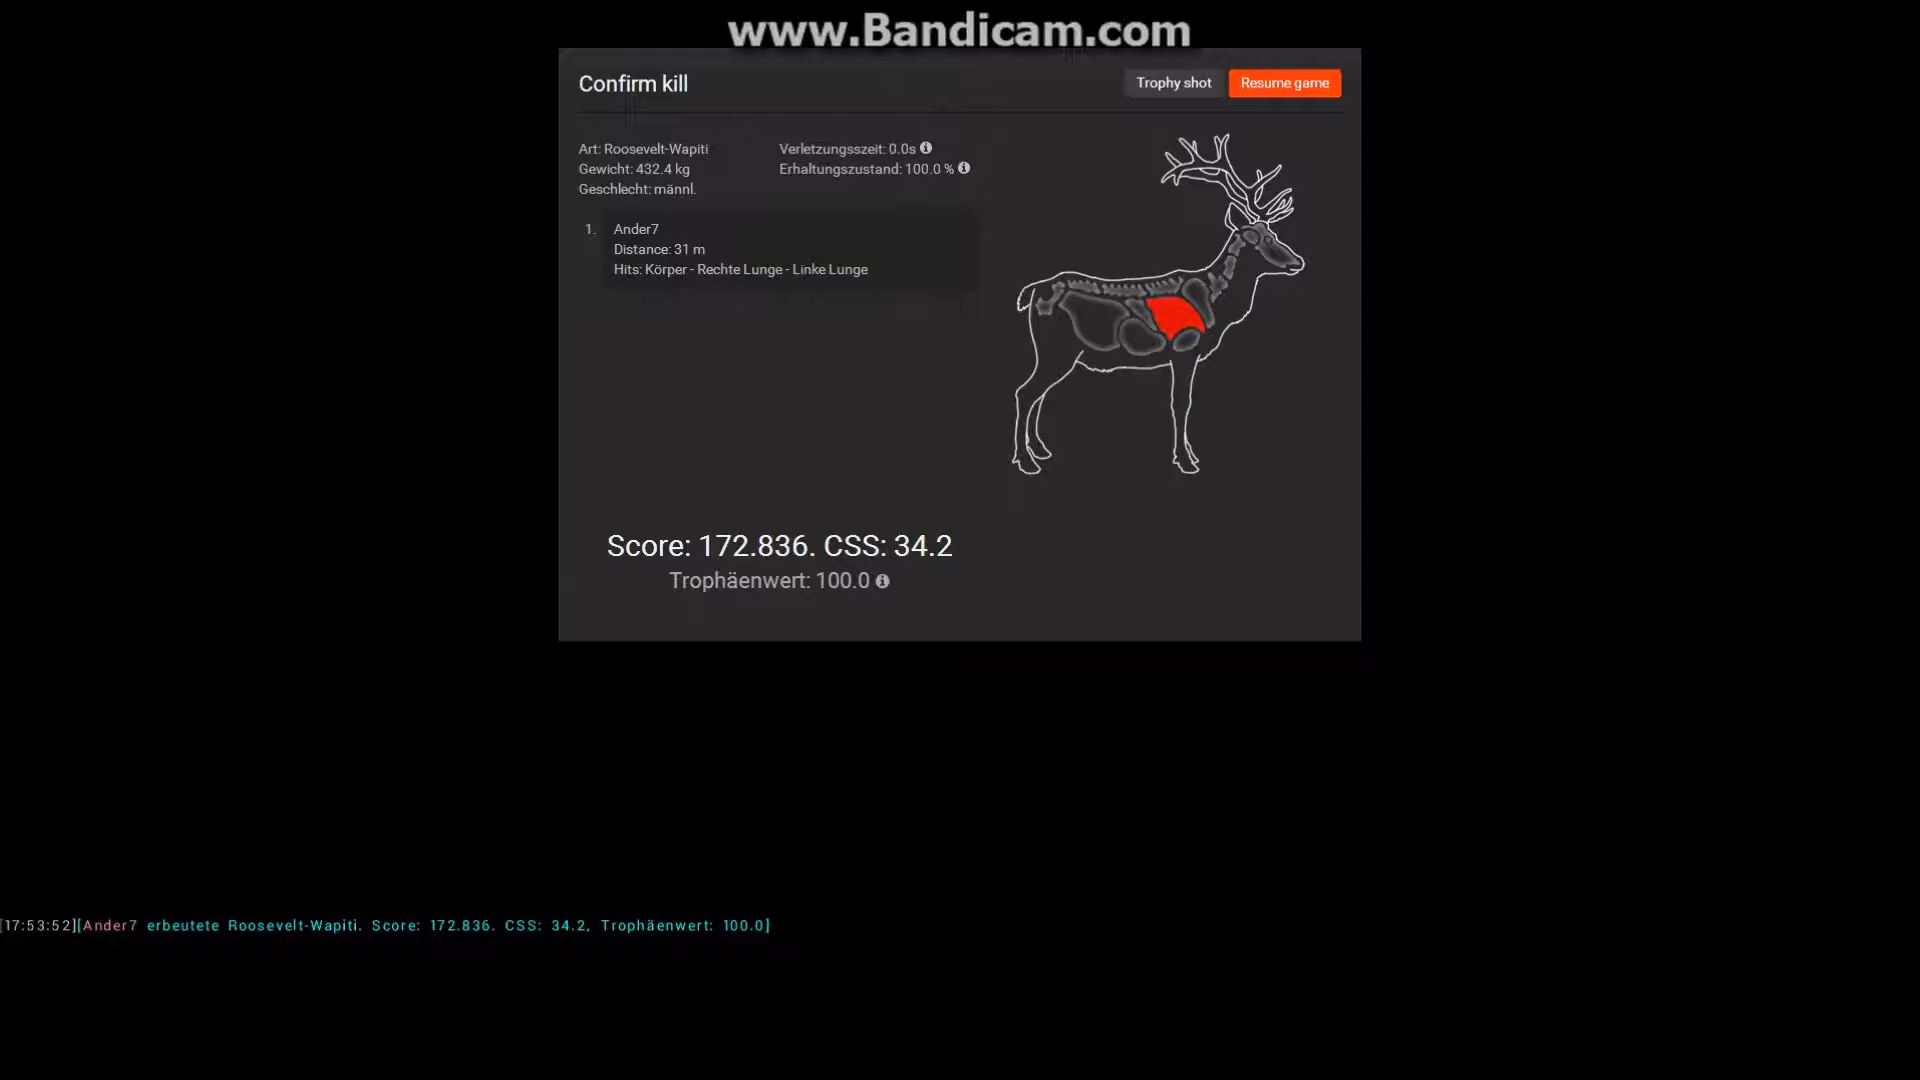 www.Bandicam.com
Confirm kill
Trophy shot
Resume game
Art: Roosevelt-Wapiti
Gewicht: 432.4 kg
Geschlecht: männl.
Verletzungsszeit: 0.0s
Erhaltungszustand: 100.0 %
1. Ander7
Distance: 31 m
Hits: Körper - Rechte Lunge - Linke Lunge
Score: 172.836. CSS: 34.2
Trophäenwert: 100.0
[17:53:52][Ander7 erbeutete Roosevelt-Wapiti. Score: 172.836. CSS: 34.2, Trophäenwert: 100.0]